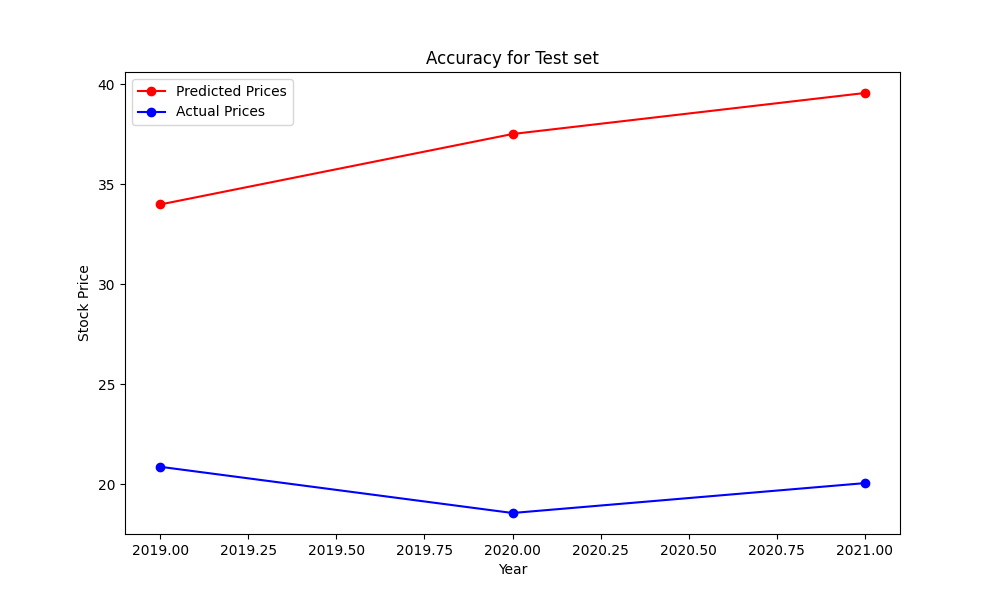 Accuracy for Test set
Predicted Prices
Actual Prices
40
35
30
25
20
Stock Price
2019.00 2019.25 2019.50 2019.75 2020.00 2020.25 2020.50 2020.75 2021.00
Year